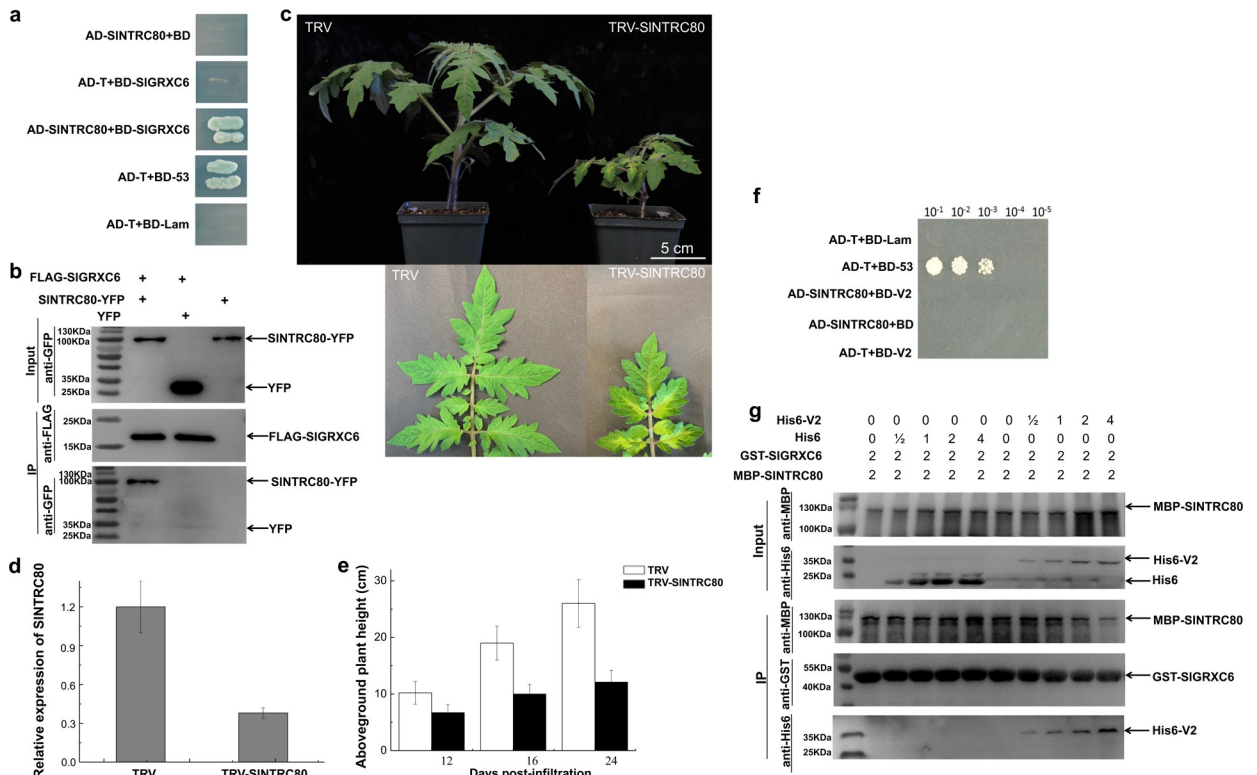 a
AD-SlNTRC80+BD
AD-T+BD-SlGRXC6
AD-SlNTRC80+BD-SlGRXC6
AD-T+BD-53
AD-T+BD-Lam
b
FLAG-SlGRXC6 + +
SlNTRC80-YFP + +
YFP +
Input
anti-GFP
130KDa
100KDa
35KDa
25KDa
SlNTRC80-YFP
YFP
IP
anti-FLAG
25KDa
15KDa
FLAG-SlGRXC6
anti-GFP
130KDa
100KDa
35KDa
25KDa
SlNTRC80-YFP
YFP
c
TRV TRV-SlNTRC80
5 cm
TRV TRV-SlNTRC80
d
Relative expression of SlNTRC80
1.2
0.9
0.6
0.3
0.0
TRV TRV-SlNTRC80
e
Aboveground plant height (cm)
30
20
10
0
TRV
TRV-SlNTRC80
12 16 24
Days post-infiltration
f
10-1 10-2 10-3 10-4 10-5
AD-T+BD-Lam
AD-T+BD-53
AD-SlNTRC80+BD-V2
AD-SlNTRC80+BD
AD-T+BD-V2
g
His6-V2 0 0 0 0 0 0 ½ 1 2 4
His6 0 ½ 1 2 4 0 0 0 0 0
GST-SlGRXC6 2 2 2 2 2 2 2 2 2 2
MBP-SlNTRC80 2 2 2 2 2 2 2 2 2 2
Input
anti-MBP
130KDa
100KDa
MBP-SlNTRC80
anti-His6
35KDa
25KDa
His6-V2
His6
IP
anti-MBP
130KDa
100KDa
MBP-SlNTRC80
anti-GST
55KDa
40KDa
GST-SlGRXC6
anti-His6
35KDa
25KDa
His6-V2